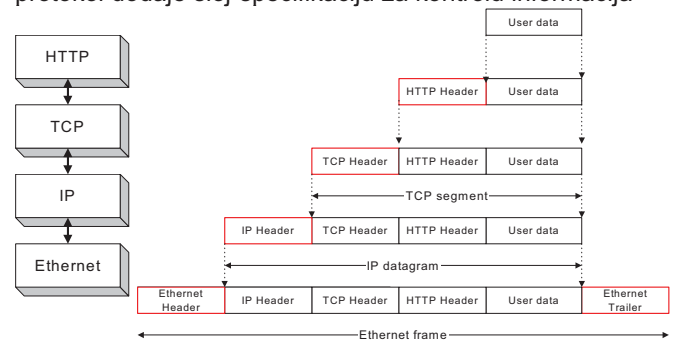 User data
HTTP
HTTP Header User data
TCP
TCP Header HTTP Header User data
TCP segment
IP
IP Header TCP Header HTTP Header User data
IP datagram
Ethernet
Ethernet Header IP Header TCP Header HTTP Header User data Ethernet Trailer
Ethernet frame